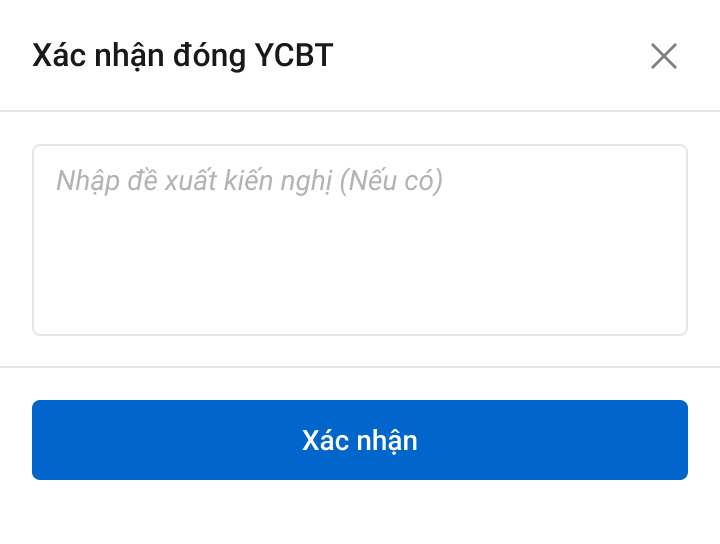 Xác nhận đóng YCBT
Nhập đề xuất kiến nghị (Nếu có)
Xác nhận